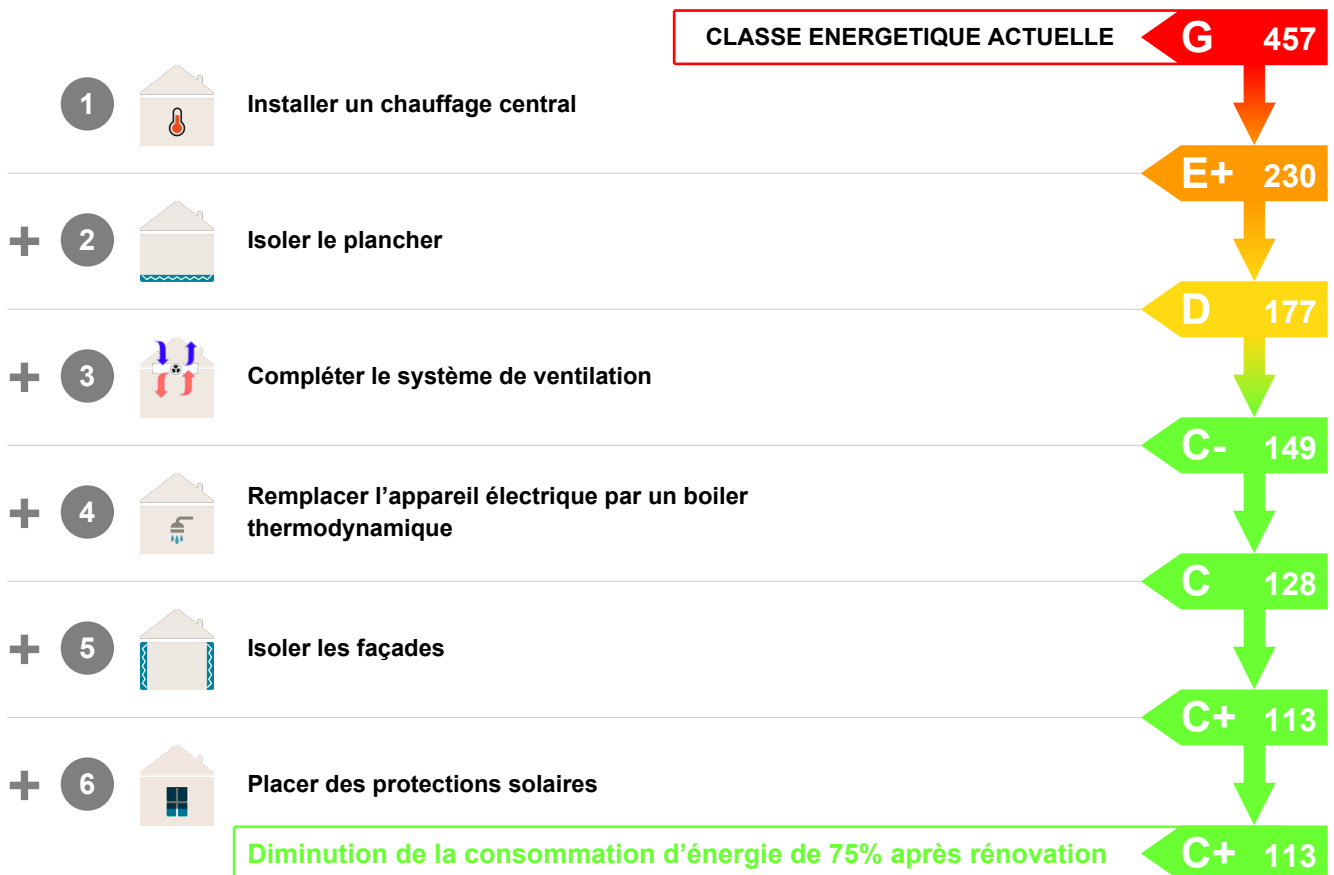 CLASSE ENERGETIQUE ACTUELLE G 457
1 Installer un chauffage central
E+ 230
+ 2 Isoler le plancher
D 177
+ 3 Compléter le système de ventilation
C- 149
+ 4 Remplacer l’appareil électrique par un boiler
thermodynamique
C 128
+ 5 Isoler les façades
C+ 113
+ 6 Placer des protections solaires
Diminution de la consommation d’énergie de 75% après rénovation C+ 113